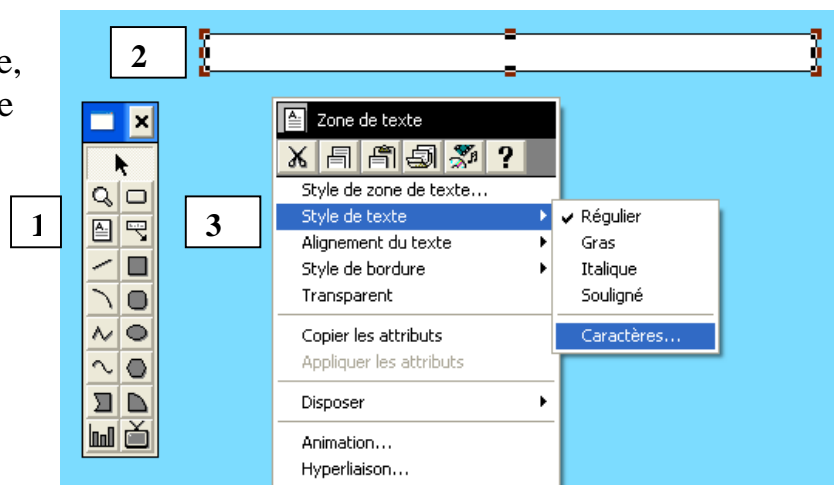 e,
e
2
1
3
Zone de texte
?
Style de zone de texte...
Style de texte
Alignement du texte
Style de bordure
Transparent
Copier les attributs
Appliquer les attributs
Disposer
Animation...
Hyperliaison...
Régulier
Gras
Italique
Souligné
Caractères...